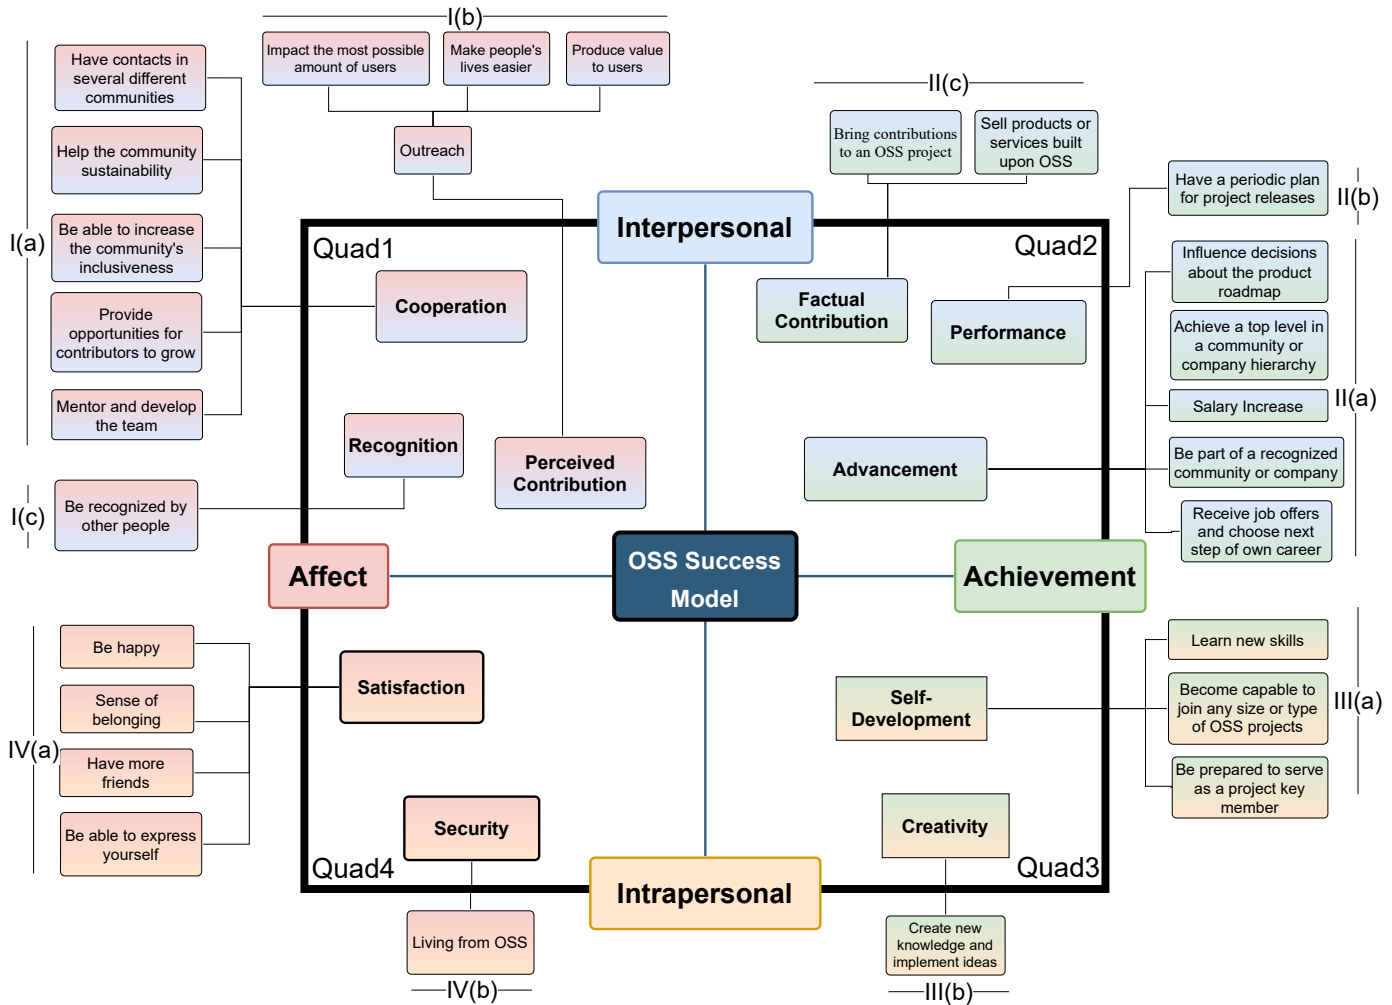 I(b)
Impact the most possible
amount of users
Make people's
lives easier
Produce value
to users
Outreach
I(a)
Have contacts in
several different
communities
Help the community
sustainability
Be able to increase
the community's
inclusiveness
Provide
opportunities for
contributors to grow
Mentor and develop
the team
I(c)
Be recognized by
other people
II(c)
Bring contributions
to an OSS project
Sell products or
services built
upon OSS
II(b)
Have a periodic plan
for project releases
II(a)
Influence decisions
about the product
roadmap
Achieve a top level in
a community or
company hierarchy
Salary Increase
Be part of a recognized
community or company
Receive job offers
and choose next
step of own career
Interpersonal
Quad1
Quad2
Cooperation
Recognition
Perceived
Contribution
Factual
Contribution
Performance
Advancement
Affect
OSS Success
Model
Achievement
Satisfaction
Security
Self-
Development
Creativity
Quad4
Quad3
Intrapersonal
IV(a)
Be happy
Sense of
belonging
Have more
friends
Be able to express
yourself
Living from OSS
IV(b)
III(a)
Learn new skills
Become capable to
join any size or type
of OSS projects
Be prepared to serve
as a project key
member
Create new
knowledge and
implement ideas
III(b)